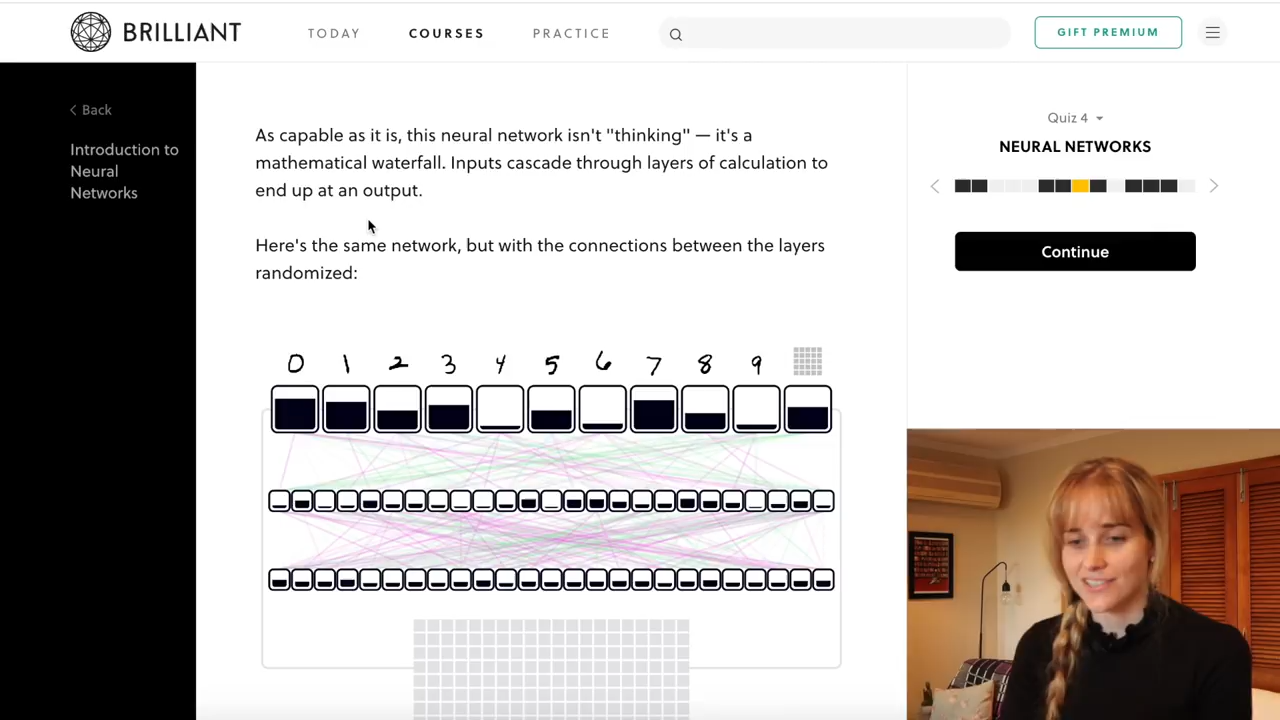 BRILLIANT
TODAY
COURSES
PRACTICE
GIFT PREMIUM
Back
Introduction to
Neural
Networks
As capable as it is, this neural network isn't "thinking" — it's a
mathematical waterfall. Inputs cascade through layers of calculation to
end up at an output.
Here's the same network, but with the connections between the layers
randomized:
0 1 2 3 4 5 6 7 8 9
Quiz 4
NEURAL NETWORKS
Continue